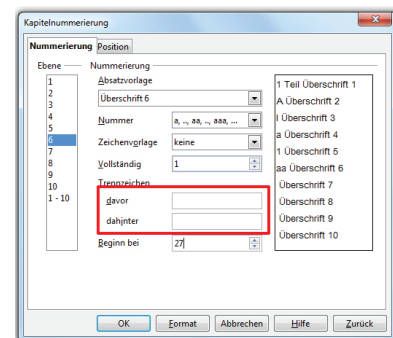 Kapitelnummerierung
Nummerierung Position
Ebene Nummerierung
1
2
3
4
5
6
7
8
9
10
1 - 10
Absatzvorlage
Überschrift 6
Nummer a, .., aa, .., aaa, ...
Zeichenvorlage keine
Vollständig 1
Trennzeichen
davor
dahinter
Beginn bei 27
1 Teil Überschrift 1
A Überschrift 2
I Überschrift 3
a Überschrift 4
1 Überschrift 5
aa Überschrift 6
Überschrift 7
Überschrift 8
Überschrift 9
Überschrift 10
OK Format Abbrechen Hilfe Zurück